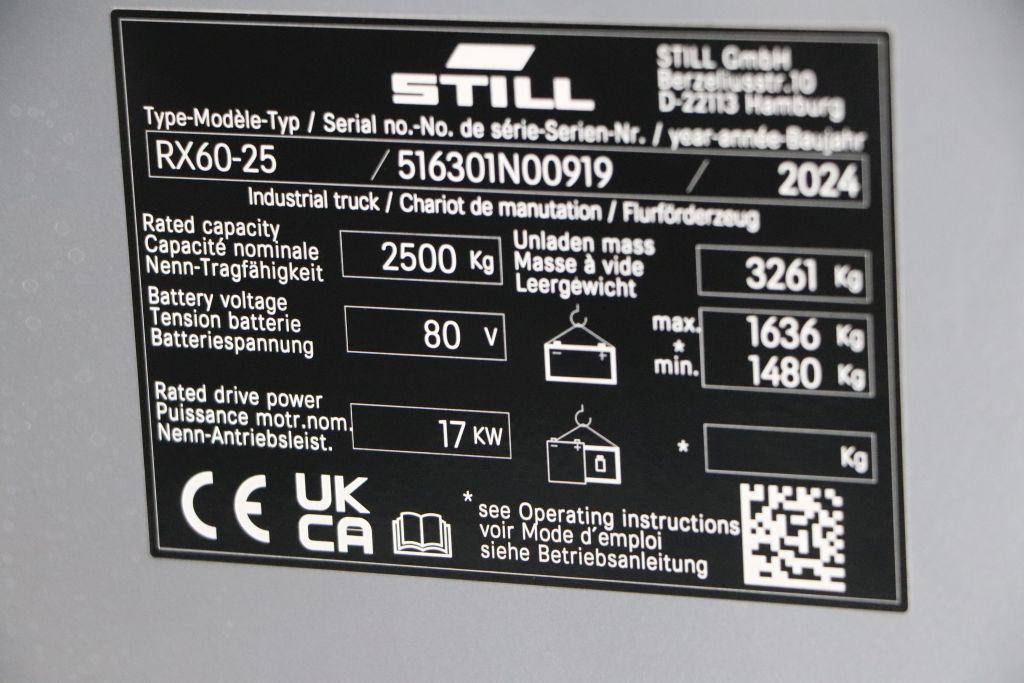 STILL
STILL GmbH
Berzeliusstr.10
D-22113 Hamburg
Type-Modèle-Typ / Serial no.-No. de série-Serien-Nr. / year-année-Baujahr
RX60-25 / 516301N00919 / 2024
Industrial truck / Chariot de manutation / Flurförderzeug
Rated capacity
Capacité nominale
Nenn-Tragfähigkeit
2500 Kg
Unladen mass
Masse à vide
Leergewicht
3261 Kg
Battery voltage
Tension batterie
Batteriespannung
80 V
- +
max. 1636 Kg
*
min. 1480 Kg
Rated drive power
Puissance motr.nom.
Nenn-Antriebsleist.
17 KW
- +
* Kg
CE
UK
CA
* see Operating instructions
voir Mode d'emploi
siehe Betriebsanleitung